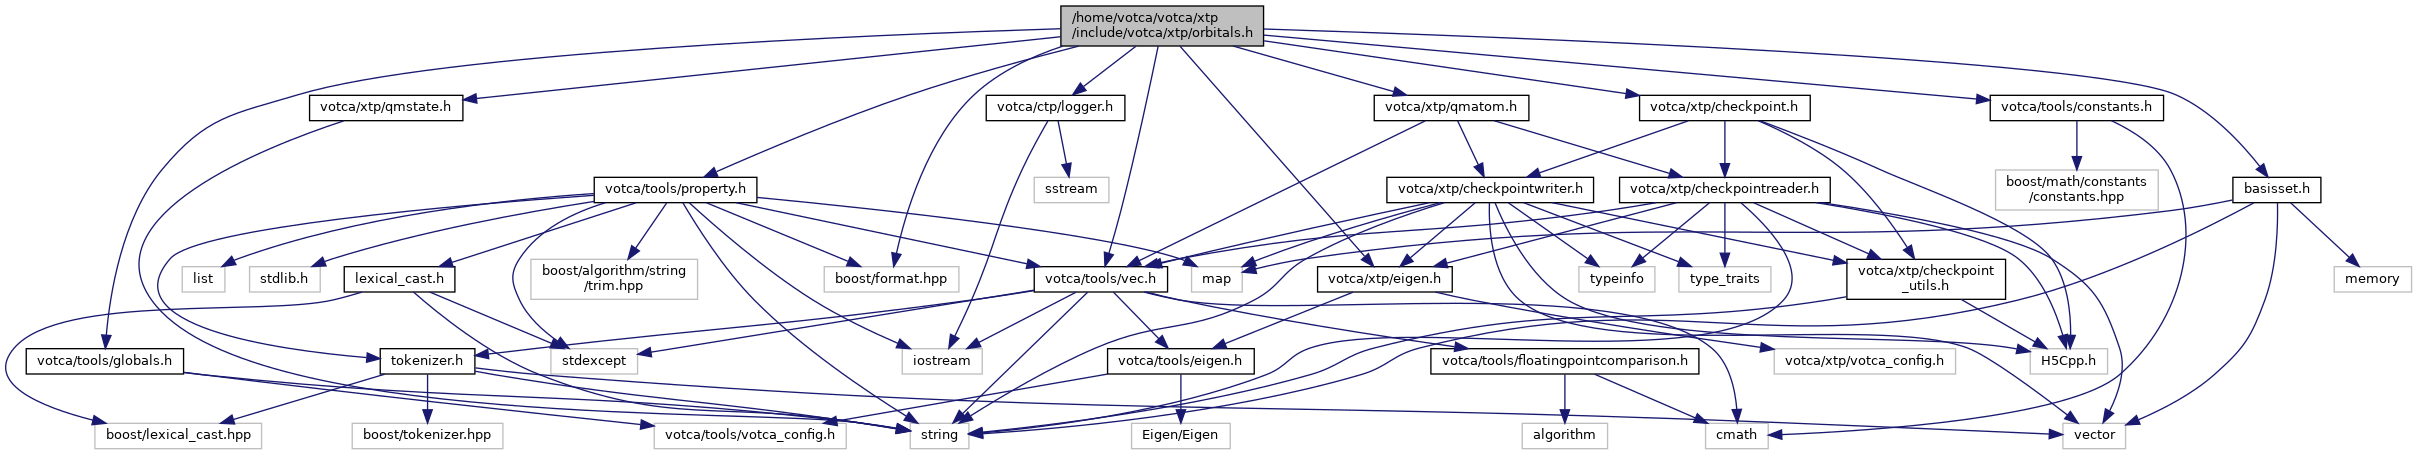 /home/votca/votca/xtp
/include/votca/xtp/orbitals.h
votca/xtp/qmstate.h
votca/ctp/logger.h
votca/xtp/qmatom.h
votca/xtp/checkpoint.h
votca/tools/constants.h
votca/tools/property.h
sstream
votca/xtp/checkpointwriter.h
votca/xtp/checkpointreader.h
boost/math/constants
/constants.hpp
basisset.h
list
stdlib.h
lexical_cast.h
boost/algorithm/string
/trim.hpp
boost/format.hpp
votca/tools/vec.h
map
votca/xtp/eigen.h
typeinfo
type_traits
votca/xtp/checkpoint
_utils.h
memory
votca/tools/globals.h
tokenizer.h
stdexcept
iostream
votca/tools/eigen.h
votca/tools/floatingpointcomparison.h
votca/xtp/votca_config.h
H5Cpp.h
boost/lexical_cast.hpp
boost/tokenizer.hpp
votca/tools/votca_config.h
string
Eigen/Eigen
algorithm
cmath
vector